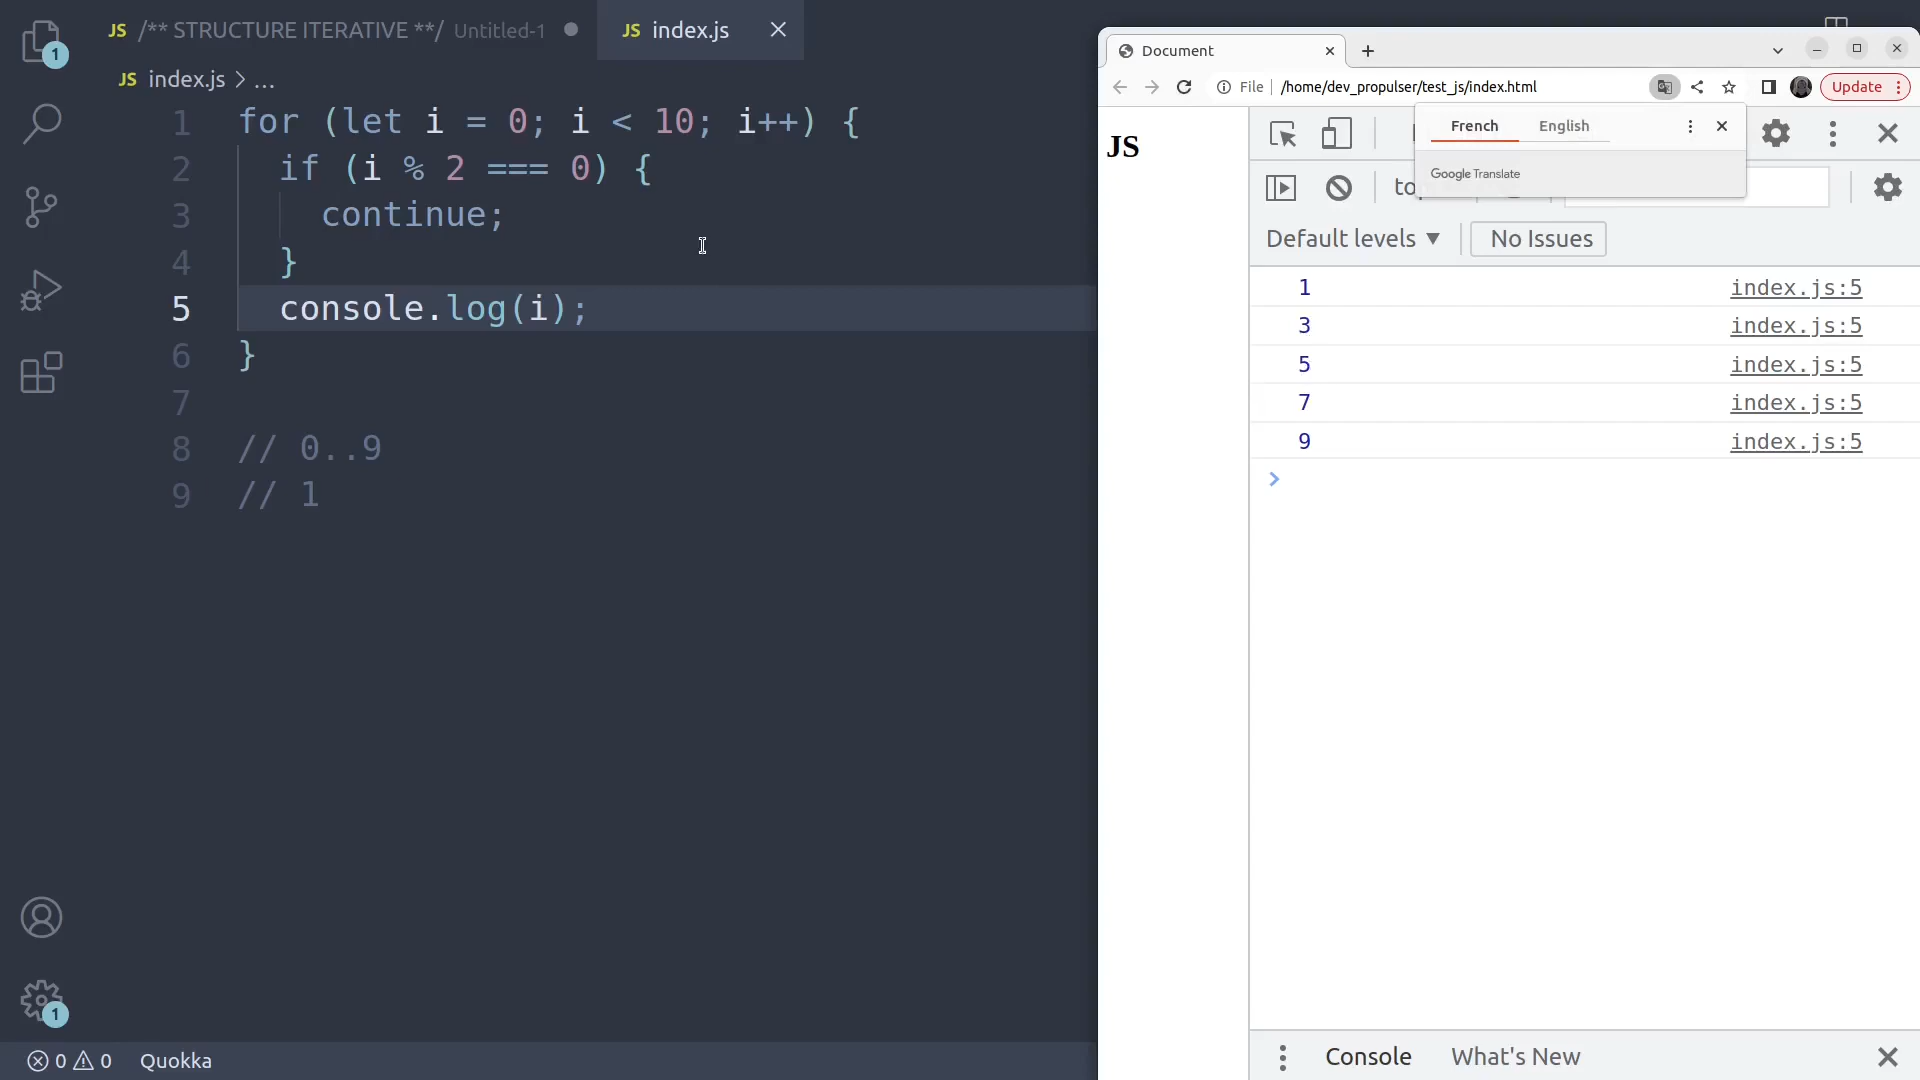 JS /** STRUCTURE ITERATIVE **/ Untitled-1
JS index.js
JS index.js > ...
1 for (let i = 0; i < 10; i++) {
2 if (i % 2 === 0) {
3 continue;
4 }
5 console.log(i);
6 }
7
8 // 0..9
9 // 1
1
1
0 0 Quokka
Document
File /home/dev_propulser/test_js/index.html
Update
JS
French English
Google Translate
Default levels ▼ No Issues
1 index.js:5
3 index.js:5
5 index.js:5
7 index.js:5
9 index.js:5
>
Console What's New